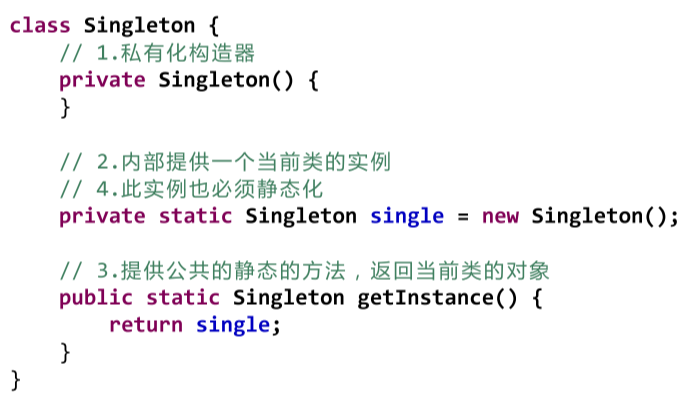 class Singleton {
    // 1.私有化构造器
    private Singleton() {
    }

    // 2.内部提供一个当前类的实例
    // 4.此实例也必须静态化
    private static Singleton single = new Singleton();

    // 3.提供公共的静态的方法，返回当前类的对象
    public static Singleton getInstance() {
        return single;
    }
}